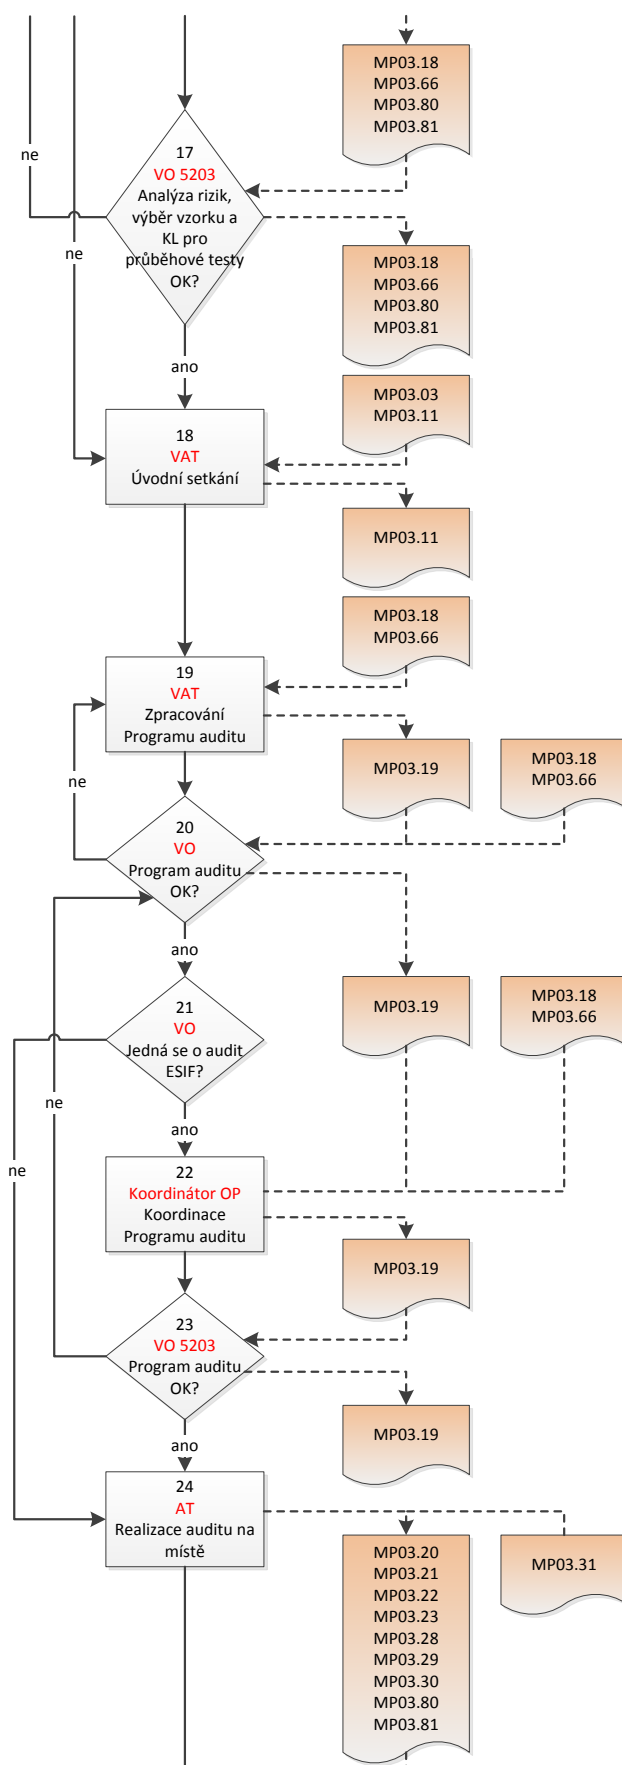 MP03.18
MP03.66
MP03.80
MP03.81
ne
17
VO 5203
Analýza rizik,
výběr vzorku a
KL pro
průběhové testy
OK?
ne
MP03.18
MP03.66
MP03.80
MP03.81
ano
MP03.03
MP03.11
18
VAT
Úvodní setkání
MP03.11
MP03.18
MP03.66
19
VAT
Zpracování
Programu auditu
ne
MP03.19
MP03.18
MP03.66
20
VO
Program auditu
OK?
ano
21
VO
Jedná se o audit
ESIF?
MP03.19
MP03.18
MP03.66
ne
ne
ano
22
Koordinátor OP
Koordinace
Programu auditu
MP03.19
23
VO 5203
Program auditu
OK?
MP03.19
ano
24
AT
Realizace auditu na
místě
MP03.20
MP03.21
MP03.22
MP03.23
MP03.28
MP03.29
MP03.30
MP03.80
MP03.81
MP03.31